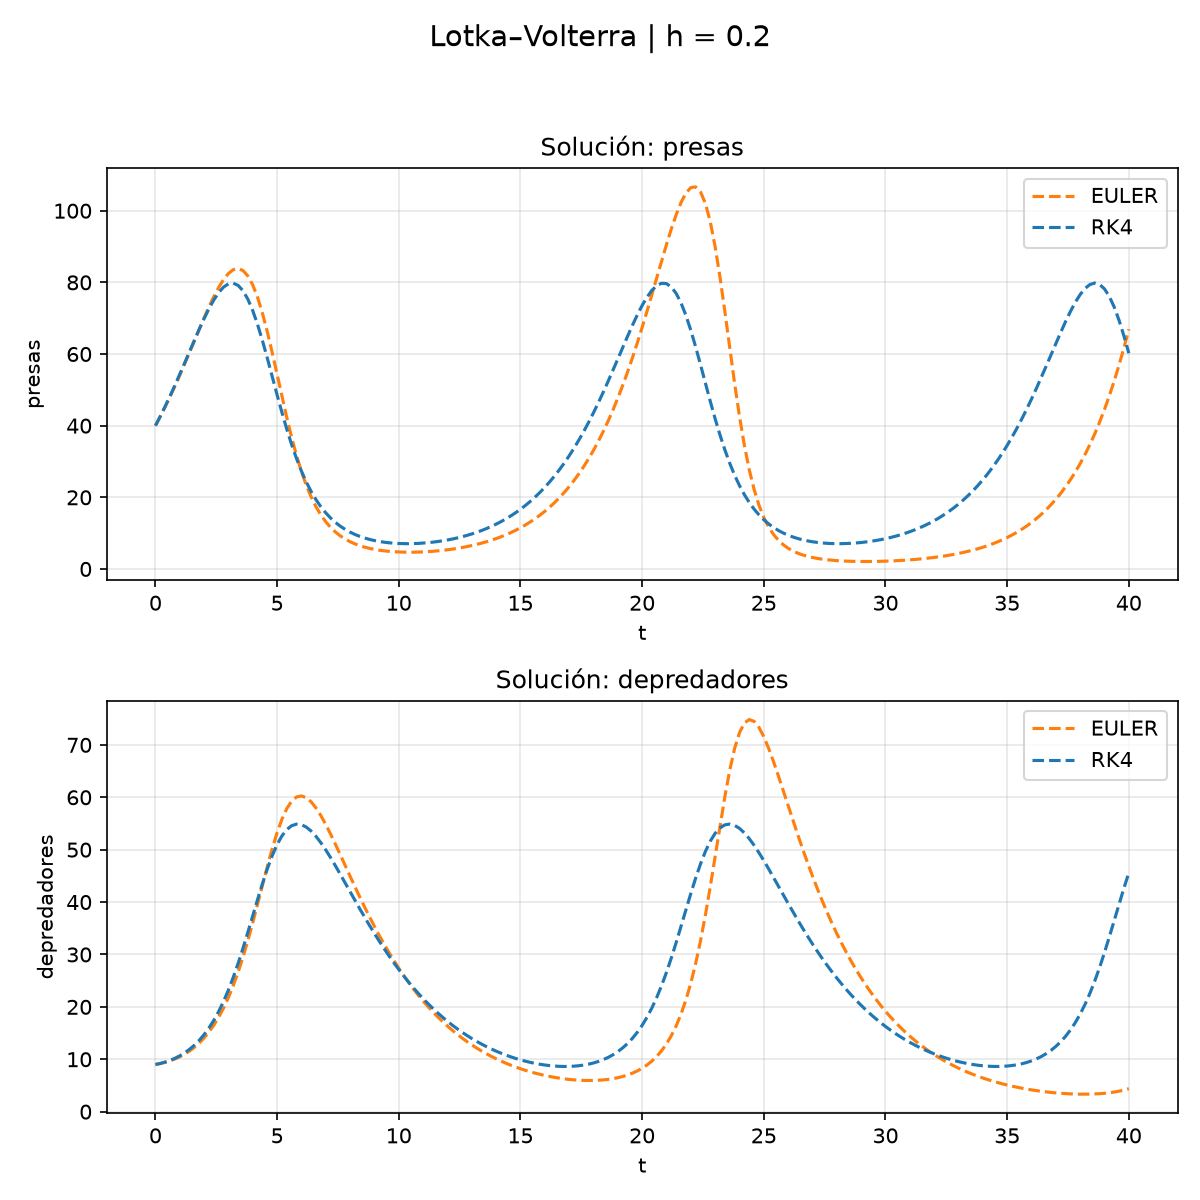 Lotka–Volterra | h = 0.2
Solución: presas
EULER
RK4
presas
100
80
60
40
20
0
0 5 10 15 20 25 30 35 40
t
Solución: depredadores
EULER
RK4
depredadores
70
60
50
40
30
20
10
0
0 5 10 15 20 25 30 35 40
t